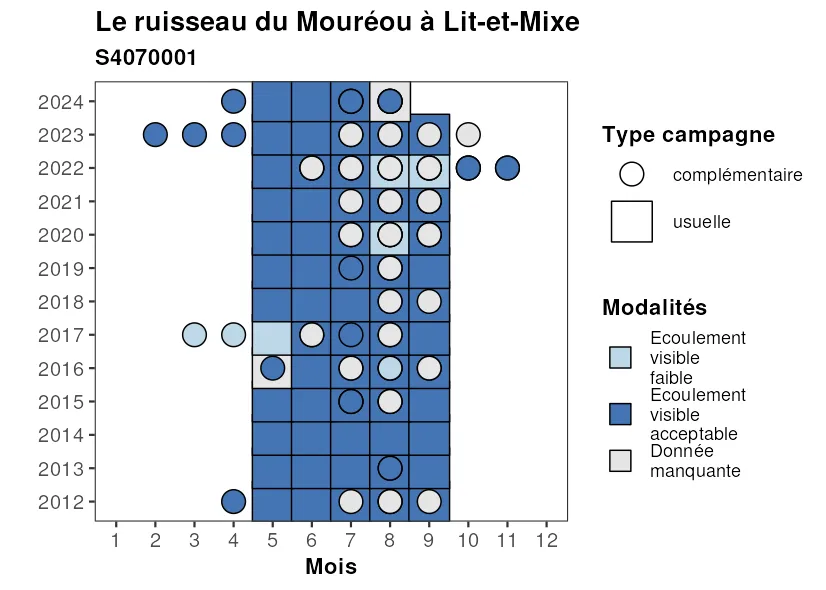 Le ruisseau du Mouréou à Lit-et-Mixe
S4070001
2024
2023
2022
2021
2020
2019
2018
2017
2016
2015
2014
2013
2012
1 2 3 4 5 6 7 8 9 10 11 12
Mois
Type campagne
complémentaire
usuelle
Modalités
Ecoulement
visible
faible
Ecoulement
visible
acceptable
Donnée
manquante